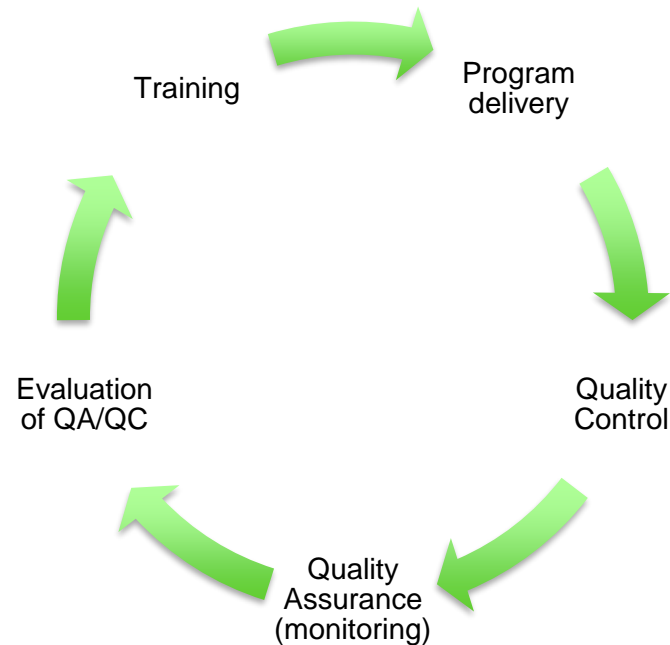 Training
Program
delivery
Quality
Control
Quality
Assurance
(monitoring)
Evaluation
of QA/QC